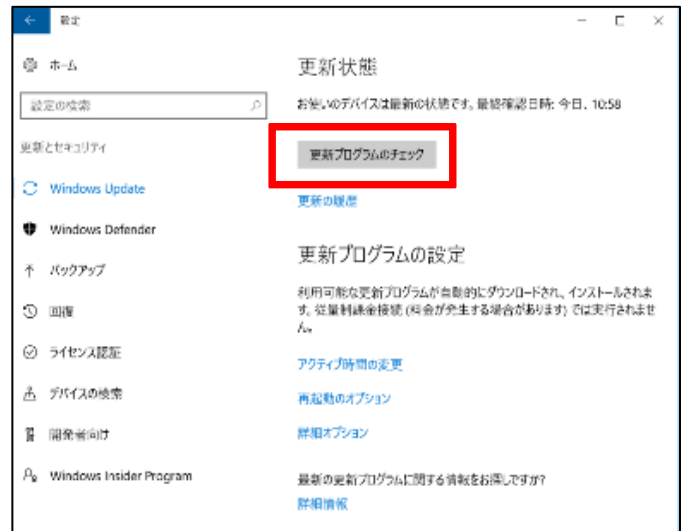 設定
ホーム
設定の検索
更新とセキュリティ
Windows Update
Windows Defender
バックアップ
回復
ライセンス認証
デバイスの検索
開発者向け
Windows Insider Program
更新状態
お使いのデバイスは最新の状態です。最終確認日時: 今日、10:58
更新プログラムのチェック
更新の履歴
更新プログラムの設定
利用可能な更新プログラムが自動的にダウンロードされ、インストールされま
す。従量制課金接続 (料金が発生する場合があります) では実行されませ
ん。
アクティブ時間の変更
再起動のオプション
詳細オプション
最新の更新プログラムに関する情報をお探しですか?
詳細情報